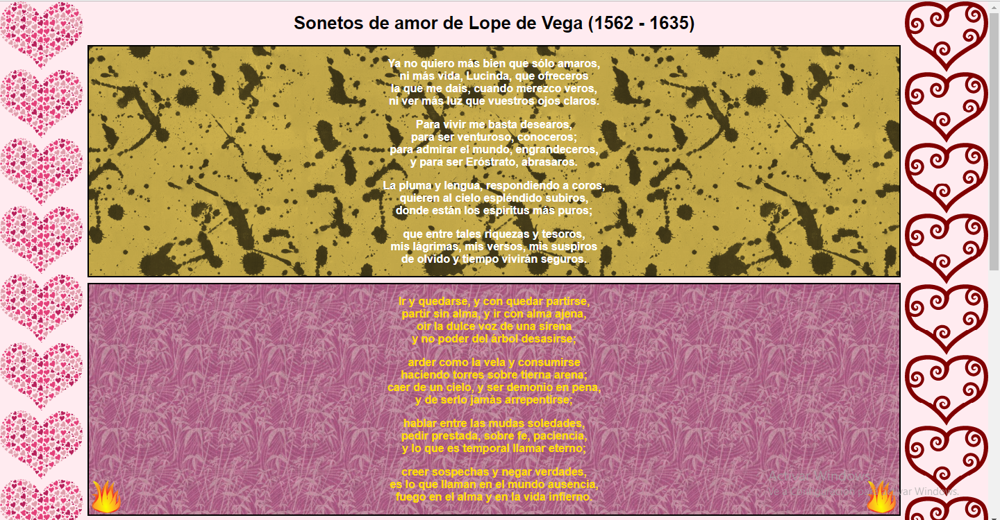 Sonetos de amor de Lope de Vega (1562 - 1635)
Ya no quiero más bien que sólo amaros,
ni más vida, Lucinda, que ofreceros
la que me dais, cuando merezco veros,
ni ver más luz que vuestros ojos claros.
Para vivir me basta desearos,
para ser venturoso, conoceros;
para admirar el mundo, engrandeceros,
y para ser Eróstrato, abrasaros.
La pluma y lengua, respondiendo a coros,
quieren al cielo espléndido subiros,
donde están los espíritus más puros;
que entre tales riquezas y tesoros,
mis lágrimas, mis versos, mis suspiros
de olvido y tiempo vivirán seguros.
Ir y quedarse, y con quedar partirse,
partir sin alma, y ir con alma ajena,
oír la dulce voz de una sirena
y no poder del árbol desasirse;
arder como la vela y consumirse
haciendo torres sobre tierna arena;
caer de un cielo, y ser demonio en pena,
y de serlo jamás arrepentirse;
hablar entre las mudas soledades,
pedir prestada, sobre fe, paciencia,
y lo que es temporal llamar eterno;
creer sospechas y negar verdades,
es lo que llaman en el mundo ausencia,
fuego en el alma y en la vida infierno.
Activar Windows
Windows.